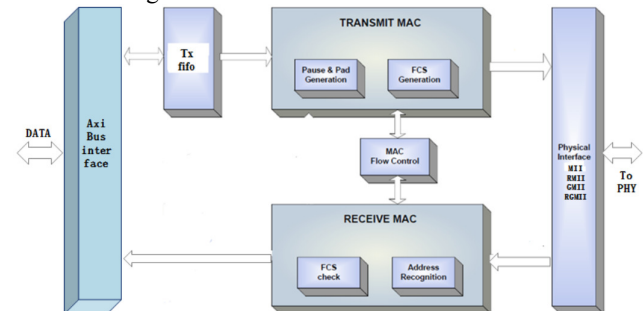 TRANSMIT MAC
Tx
fifo
Pause & Pad
Generation
FCS
Generation
Axi
Bus
inter
face
DATA
MAC
Flow Control
Physical
Interface
MII
RMII
GMII
RGMII
To
PHY
RECEIVE MAC
FCS
check
Address
Recognition